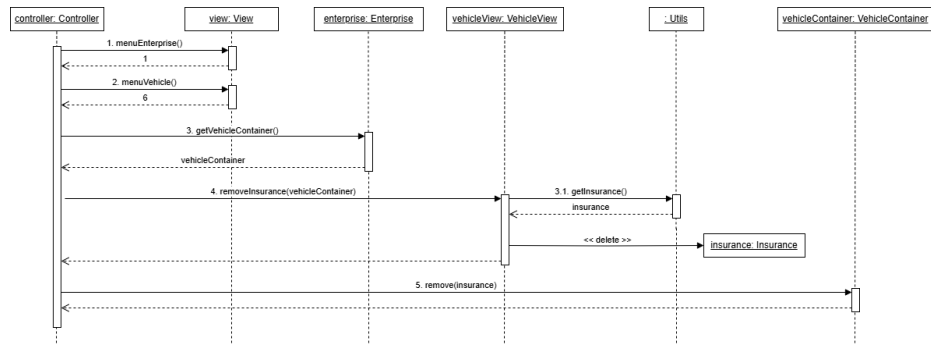 controller: Controller
view: View
enterprise: Enterprise
vehicleView: VehicleView
: Utils
vehicleContainer: VehicleContainer
1. menuEnterprise()
1
2. menuVehicle()
6
3. getVehicleContainer()
vehicleContainer
4. removeInsurance(vehicleContainer)
3.1. getInsurance()
insurance
<< delete >>
insurance: Insurance
5. remove(insurance)